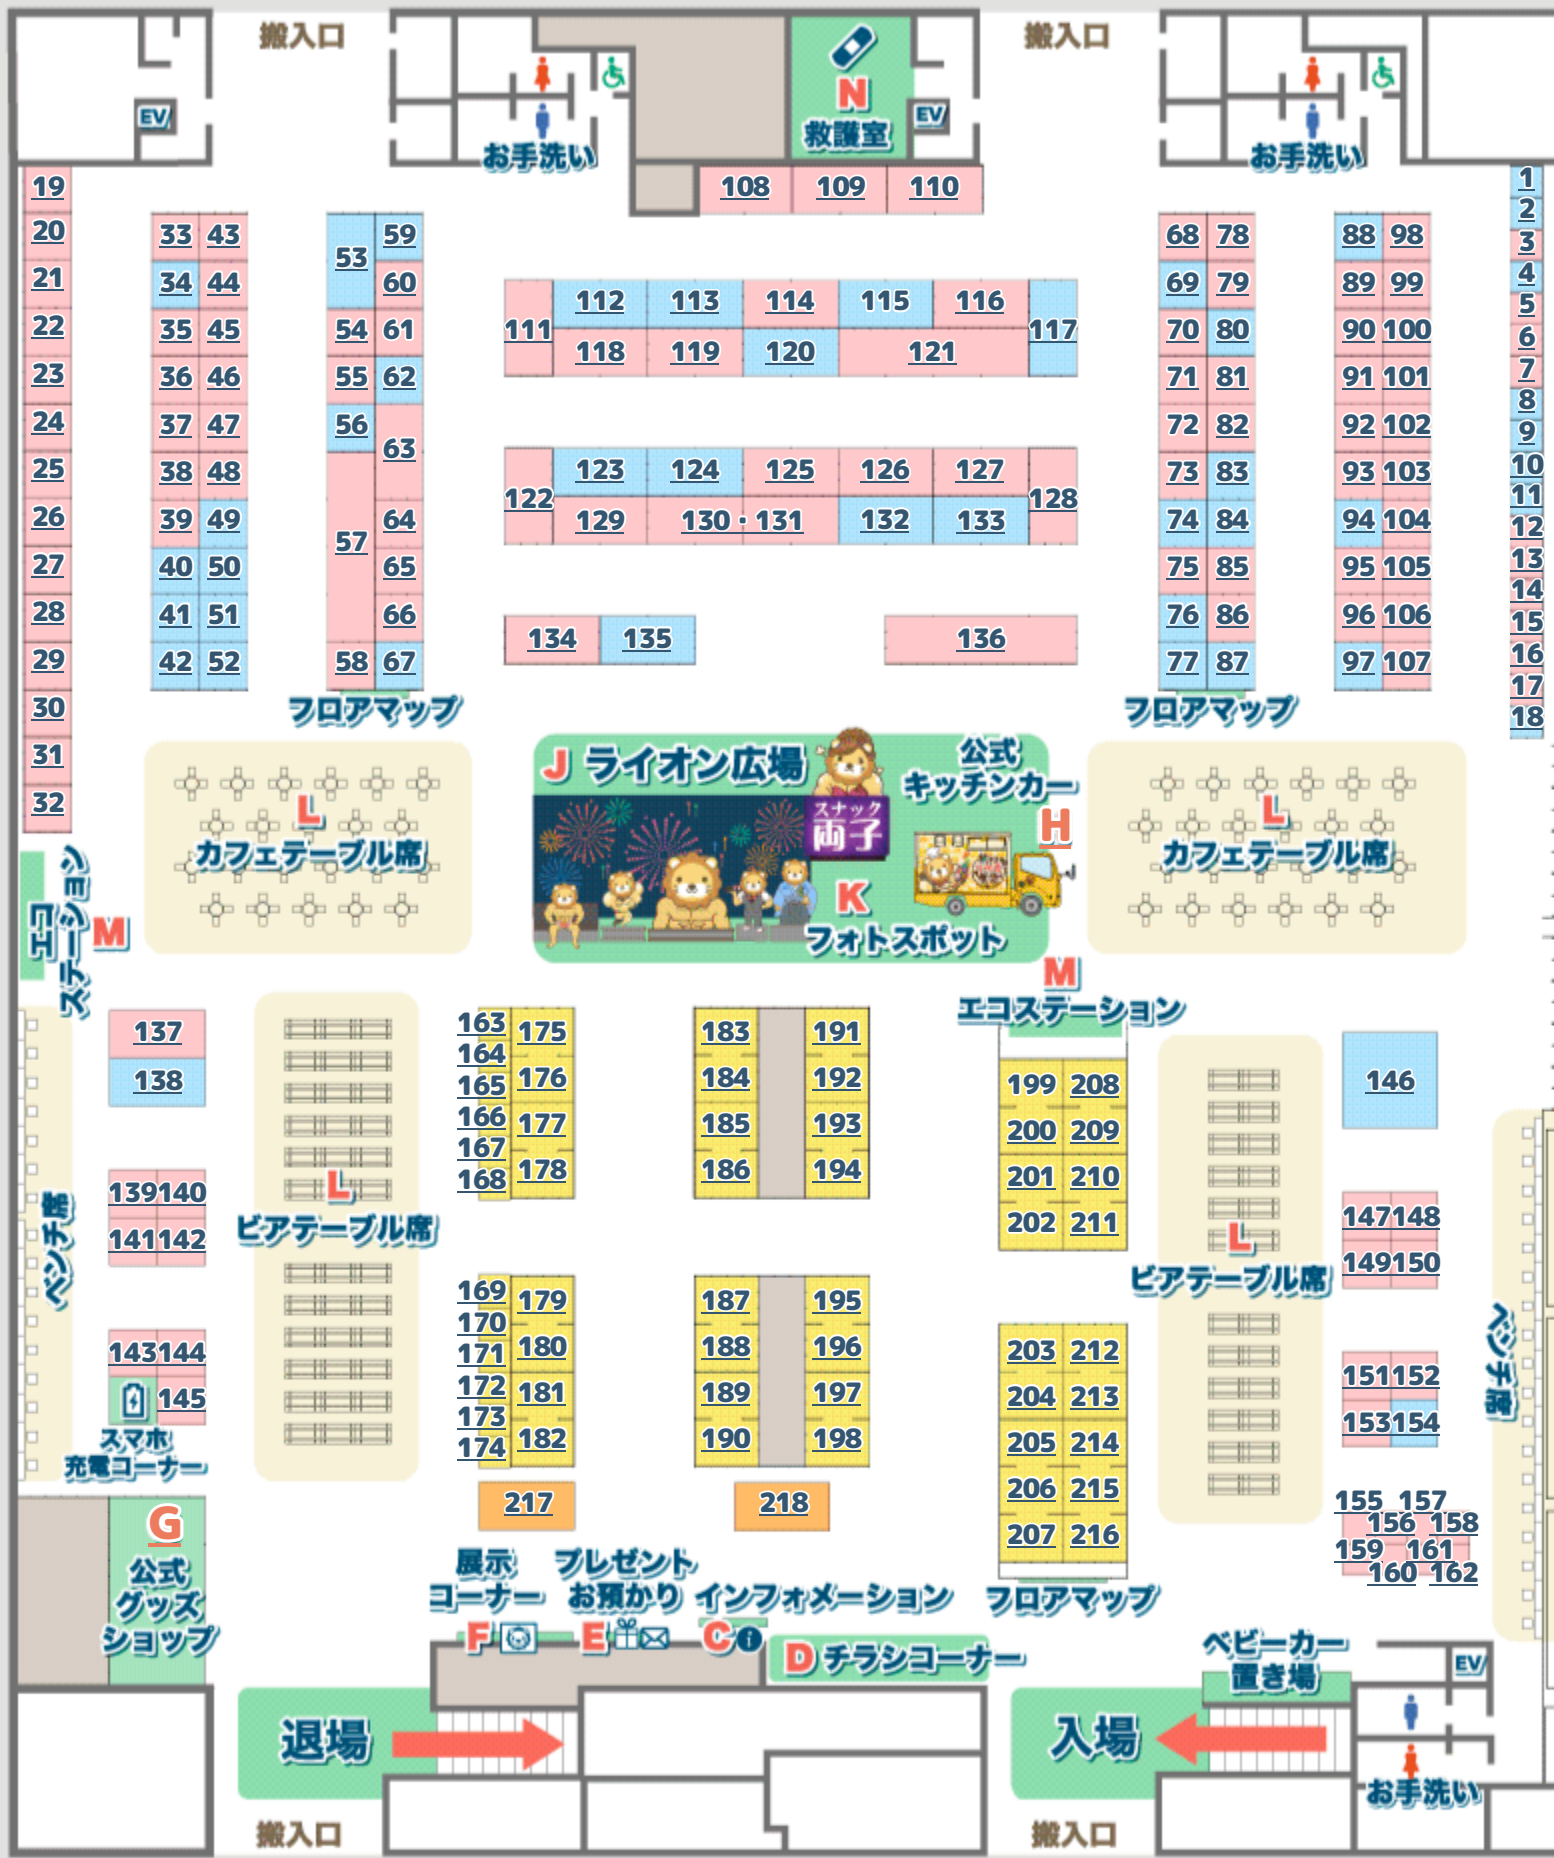 搬入口
搬入口
EV
お手洗い
N
救護室
EV
お手洗い
108 109 110
19
20
21
22
23
24
25
26
27
28
29
30
31
32
33 43
34 44
35 45
36 46
37 47
38 48
39 49
40 50
41 51
42 52
53 59
60
54 61
55 62
56 63
57 64
65
66
58 67
フロアマップ
111 112 113 114 115 116 117
118 119 120 121
122 123 124 125 126 127 128
129 130・131 132 133
134 135 136
68 78
69 79
70 80
71 81
72 82
73 83
74 84
75 85
76 86
77 87
フロアマップ
88 98
89 99
90 100
91 101
92 102
93 103
94 104
95 105
96 106
97 107
1
2
3
4
5
6
7
8
9
10
11
12
13
14
15
16
17
18
L
カフェテーブル席
J ライオン広場
スナック
両子
公式
キッチンカー
H
K
フォトスポット
L
カフェテーブル席
エコ
ステーション
M
M
エコステーション
137
138
139 140
141 142
143 144
145
スマホ
充電コーナー
ベンチ席
L
ビアテーブル席
163 175
164
165 176
166 177
167
168 178
169 179
170
171 180
172 181
173
174 182
183 191
184 192
185 193
186 194
187 195
188 196
189 197
190 198
199 208
200 209
201 210
202 211
203 212
204 213
205 214
206 215
207 216
フロアマップ
L
ビアテーブル席
146
147 148
149 150
151 152
153 154
155 157
156 158
159 161
160 162
ベンチ席
217 218
G
公式
グッズ
ショップ
展示
コーナー
F
プレゼント
お預かり
E
インフォメーション
C
D チラシコーナー
退場
入場
ベビーカー
置き場
EV
お手洗い
搬入口
搬入口